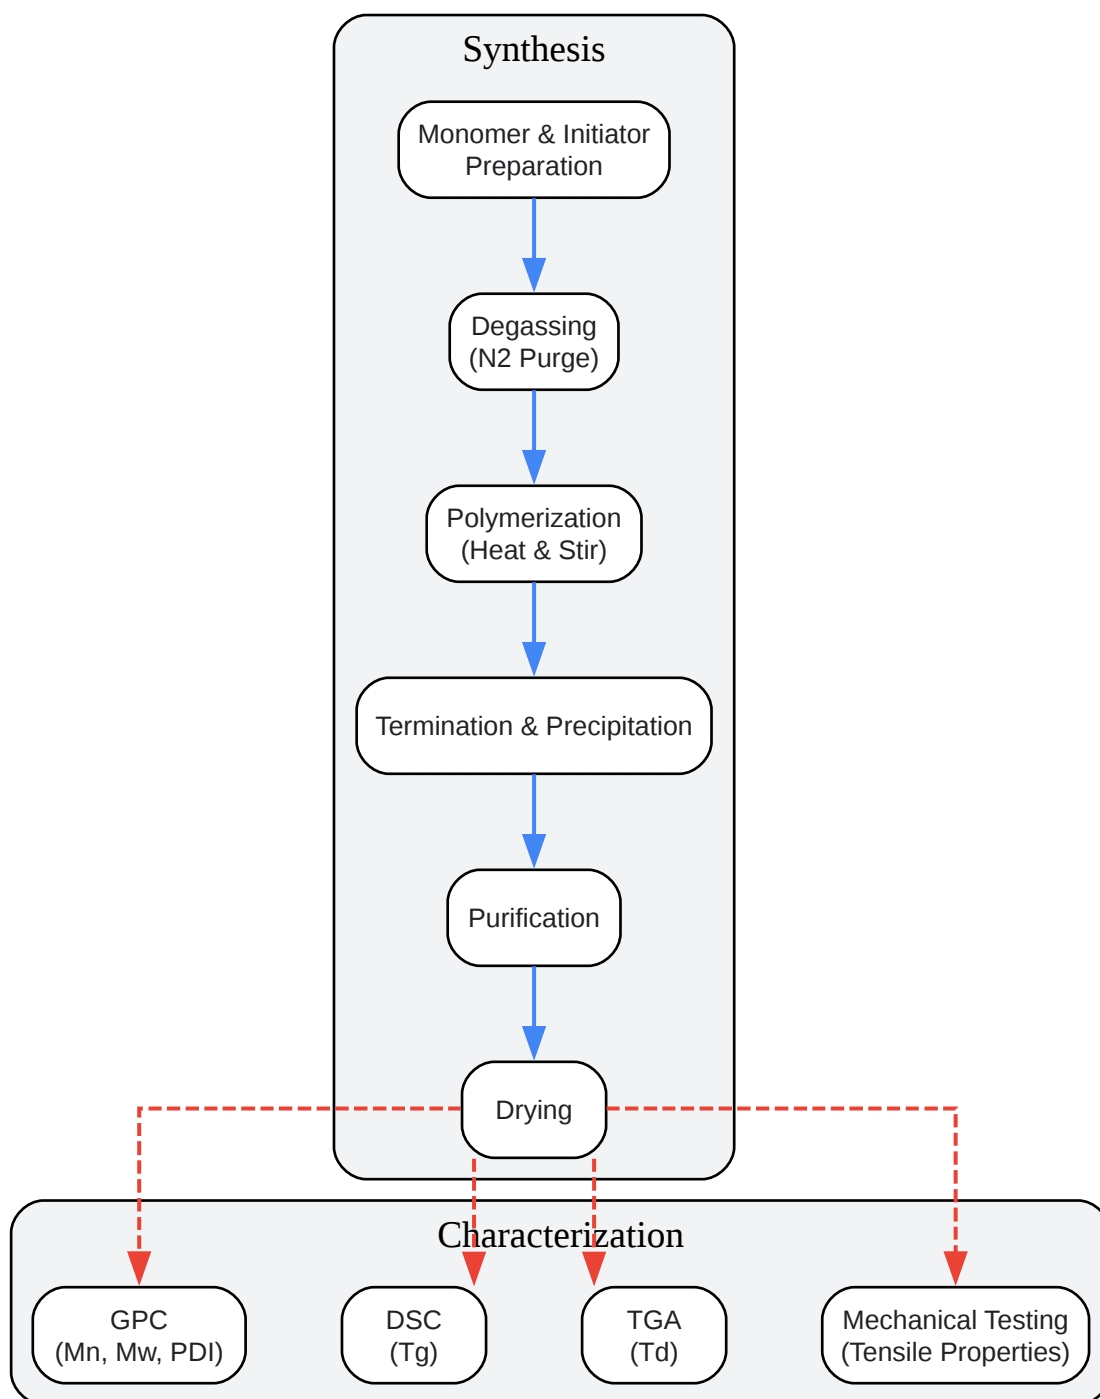 Synthesis
Monomer & Initiator
Preparation
Degassing
(N2 Purge)
Polymerization
(Heat & Stir)
Termination & Precipitation
Purification
Drying
Characterization
GPC
(Mn, Mw, PDI)
DSC
(Tg)
TGA
(Td)
Mechanical Testing
(Tensile Properties)